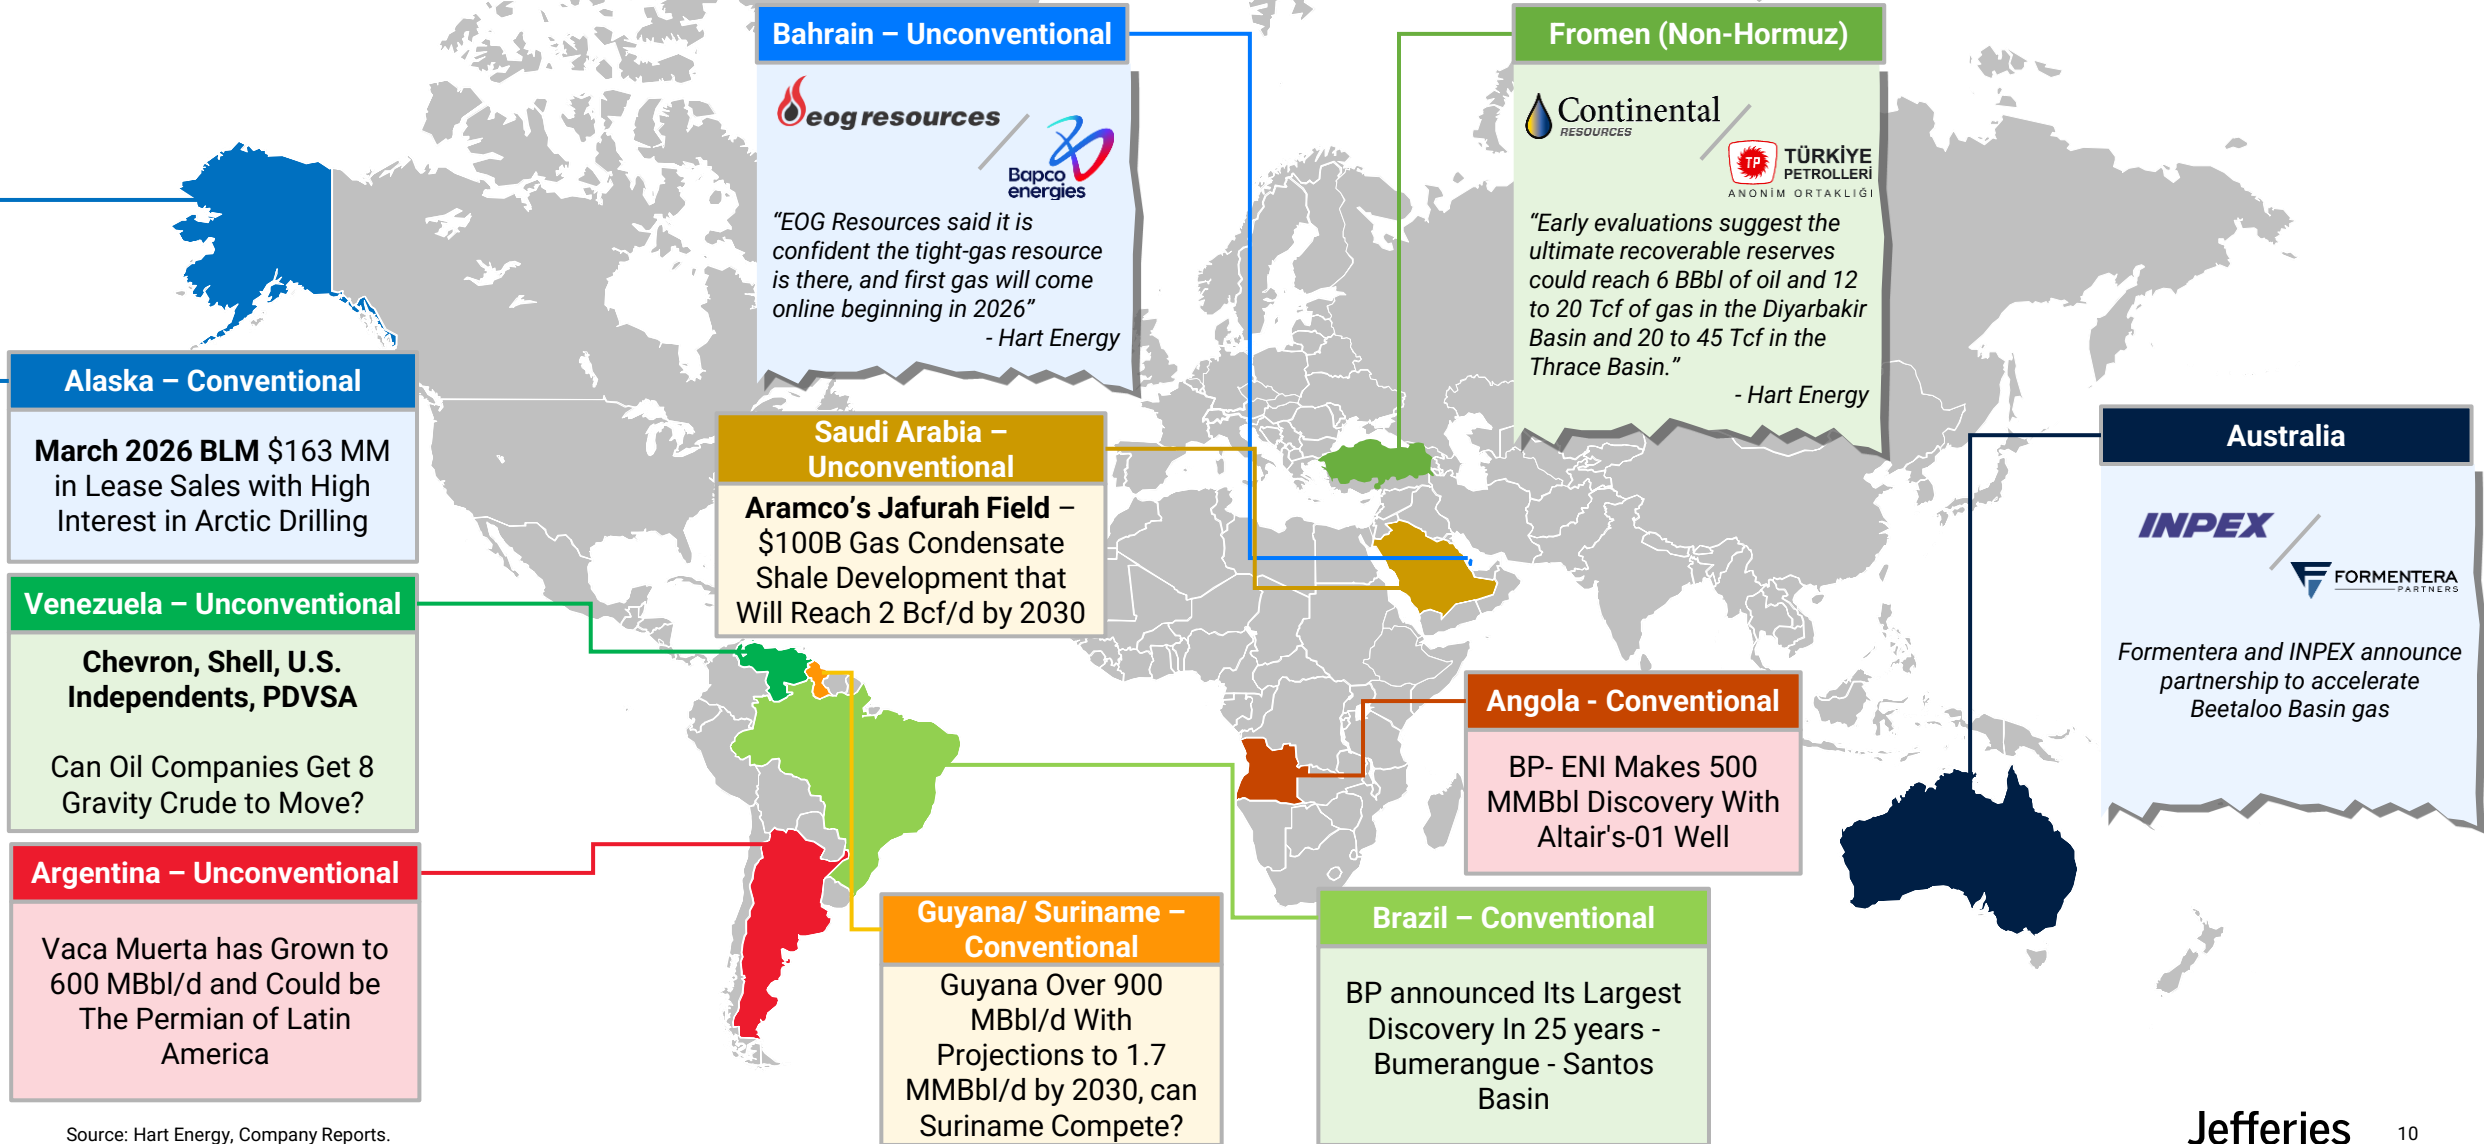 Bahrain – Unconventional
eog resources
Bapco
energies
“EOG Resources said it is
confident the tight-gas resource
is there, and first gas will come
online beginning in 2026”
- Hart Energy
Fromen (Non-Hormuz)
Continental
RESOURCES
TP
TÜRKİYE
PETROLLERİ
ANONİM ORTAKLIĞI
“Early evaluations suggest the
ultimate recoverable reserves
could reach 6 BBbl of oil and 12
to 20 Tcf of gas in the Diyarbakir
Basin and 20 to 45 Tcf in the
Thrace Basin.”
- Hart Energy
Alaska – Conventional
March 2026 BLM $163 MM
in Lease Sales with High
Interest in Arctic Drilling
Saudi Arabia –
Unconventional
Aramco’s Jafurah Field –
$100B Gas Condensate
Shale Development that
Will Reach 2 Bcf/d by 2030
Australia
INPEX
FORMENTERA
PARTNERS
Formentera and INPEX announce
partnership to accelerate
Beetaloo Basin gas
Venezuela – Unconventional
Chevron, Shell, U.S.
Independents, PDVSA
Can Oil Companies Get 8
Gravity Crude to Move?
Angola - Conventional
BP- ENI Makes 500
MMBbl Discovery With
Altair's-01 Well
Argentina – Unconventional
Vaca Muerta has Grown to
600 MBbl/d and Could be
The Permian of Latin
America
Guyana/ Suriname –
Conventional
Guyana Over 900
MBbl/d With
Projections to 1.7
MMBbl/d by 2030, can
Suriname Compete?
Brazil – Conventional
BP announced Its Largest
Discovery In 25 years -
Bumerangue - Santos
Basin
Source: Hart Energy, Company Reports.
Jefferies
10